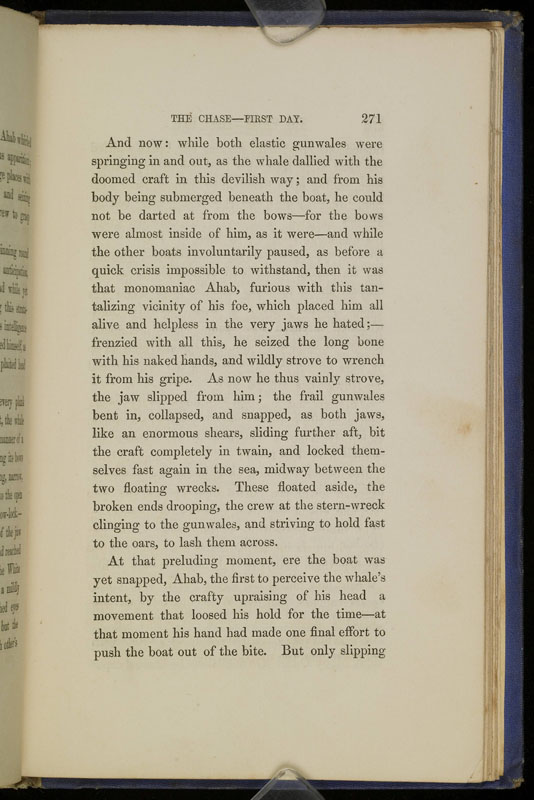 THE CHASE—FIRST DAY. 271
And now: while both elastic gunwales were
springing in and out, as the whale dallied with the
doomed craft in this devilish way; and from his
body being submerged beneath the boat, he could
not be darted at from the bows—for the bows
were almost inside of him, as it were—and while
the other boats involuntarily paused, as before a
quick crisis impossible to withstand, then it was
that monomaniac Ahab, furious with this tan-
talizing vicinity of his foe, which placed him all
alive and helpless in the very jaws he hated;—
frenzied with all this, he seized the long bone
with his naked hands, and wildly strove to wrench
it from his gripe. As now he thus vainly strove,
the jaw slipped from him; the frail gunwales
bent in, collapsed, and snapped, as both jaws,
like an enormous shears, sliding further aft, bit
the craft completely in twain, and locked them-
selves fast again in the sea, midway between the
two floating wrecks. These floated aside, the
broken ends drooping, the crew at the stern-wreck
clinging to the gunwales, and striving to hold fast
to the oars, to lash them across.
At that preluding moment, ere the boat was
yet snapped, Ahab, the first to perceive the whale's
intent, by the crafty upraising of his head a
movement that loosed his hold for the time—at
that moment his hand had made one final effort to
push the boat out of the bite. But only slipping